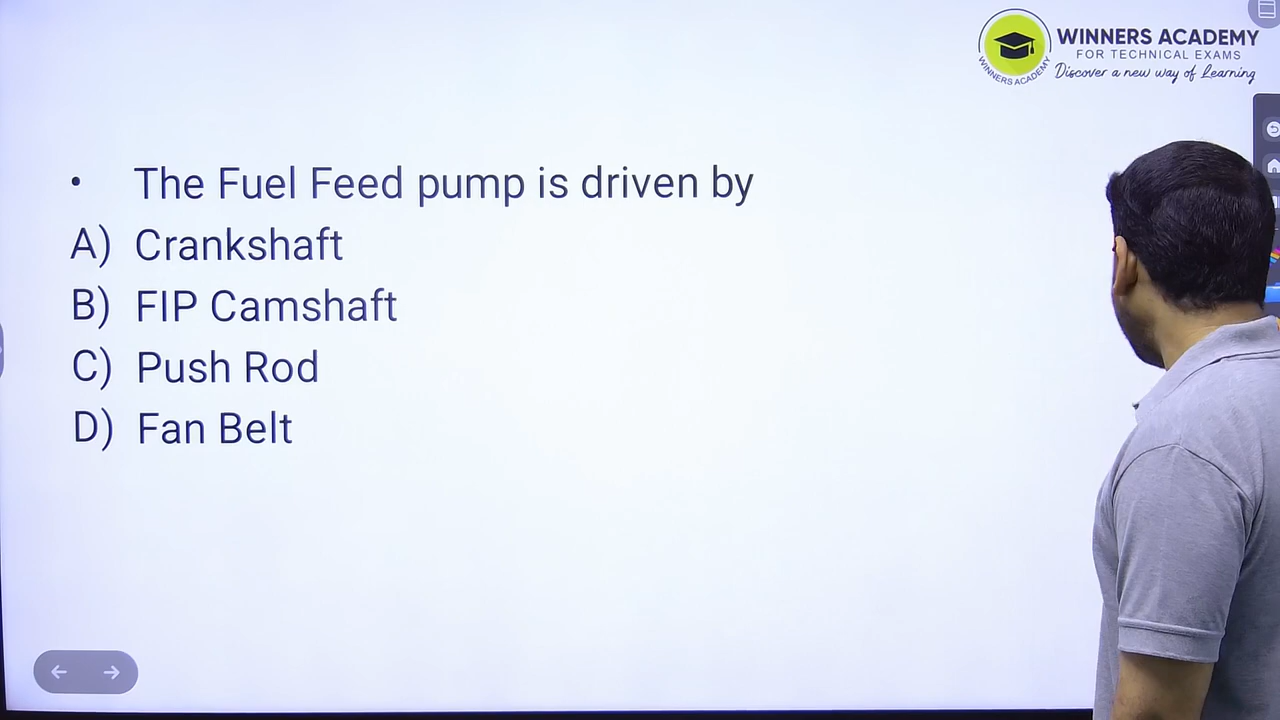 WINNERS ACADEMY
FOR TECHNICAL EXAMS
Discover a new way of Learning
WINNERS ACADEMY
• The Fuel Feed pump is driven by
A) Crankshaft
B) FIP Camshaft
C) Push Rod
D) Fan Belt